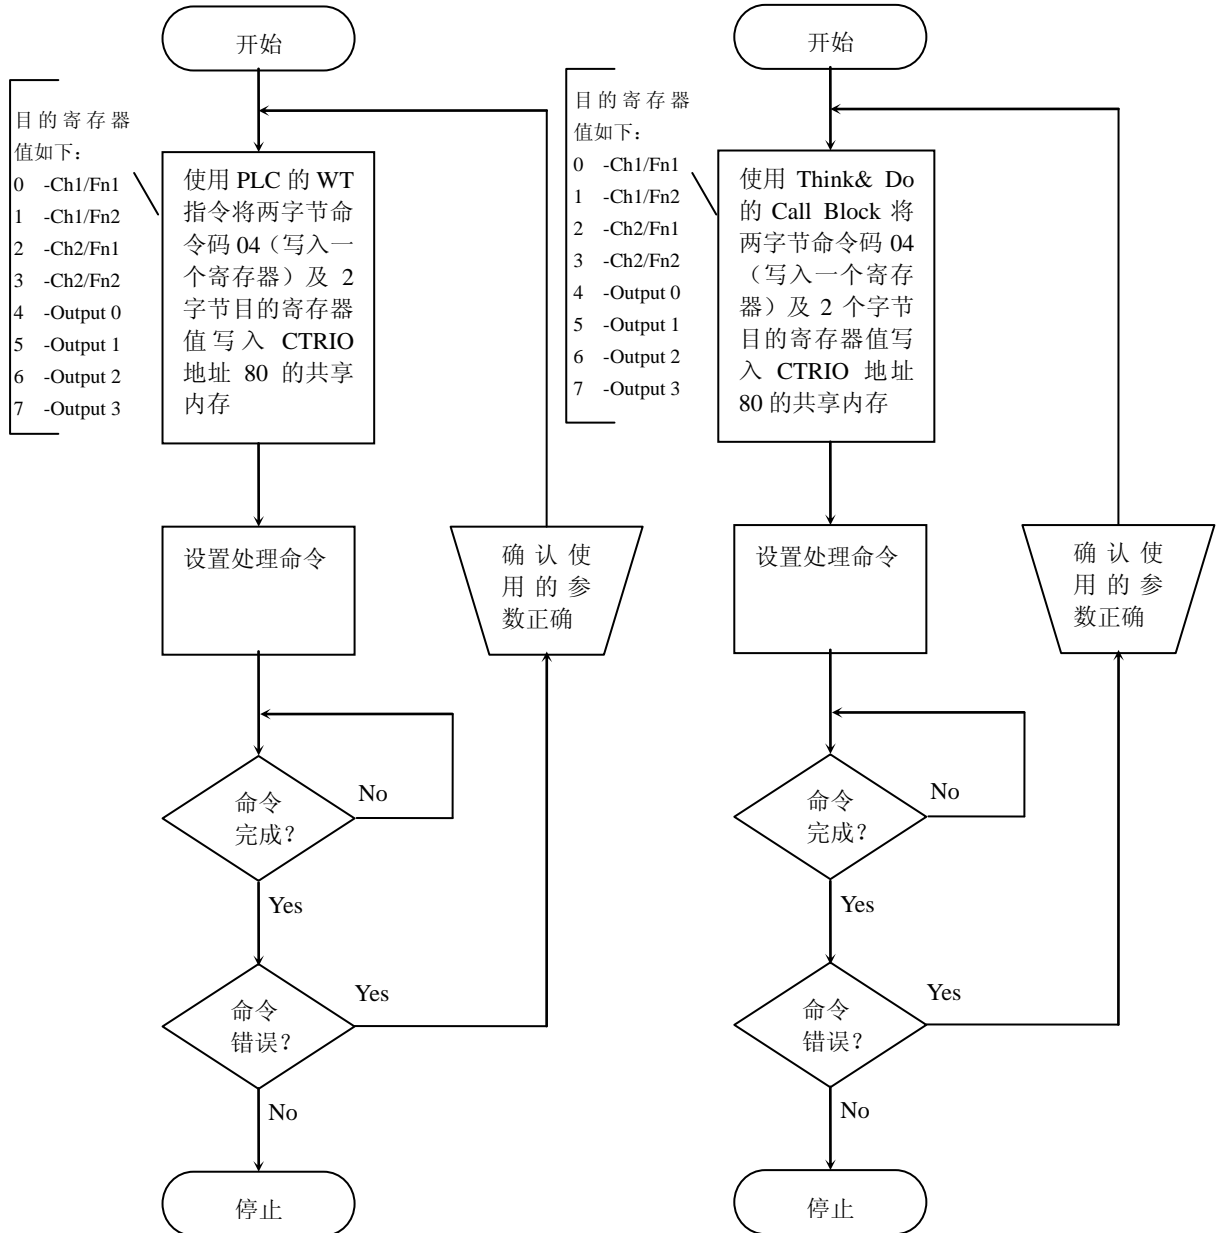 开始
目的寄存器
值如下：
0 -Ch1/Fn1
1 -Ch1/Fn2
2 -Ch2/Fn1
3 -Ch2/Fn2
4 -Output 0
5 -Output 1
6 -Output 2
7 -Output 3
使用 PLC 的 WT
指令将两字节命
令码 04（写入一
个寄存器）及 2
字节目的寄存器
值写入 CTRIO
地址 80 的共享
内存
设置处理命令
确认使
用的参
数正确
命令
完成？
No
Yes
命令
错误？
Yes
No
停止
开始
目的寄存器
值如下：
0 -Ch1/Fn1
1 -Ch1/Fn2
2 -Ch2/Fn1
3 -Ch2/Fn2
4 -Output 0
5 -Output 1
6 -Output 2
7 -Output 3
使用 Think& Do
的 Call Block 将
两字节命令码 04
（写入一个寄存
器）及 2 个字节
目的寄存器值写
入 CTRIO 地址
80 的共享内存
设置处理命令
确认使
用的参
数正确
命令
完成？
No
Yes
命令
错误？
Yes
No
停止